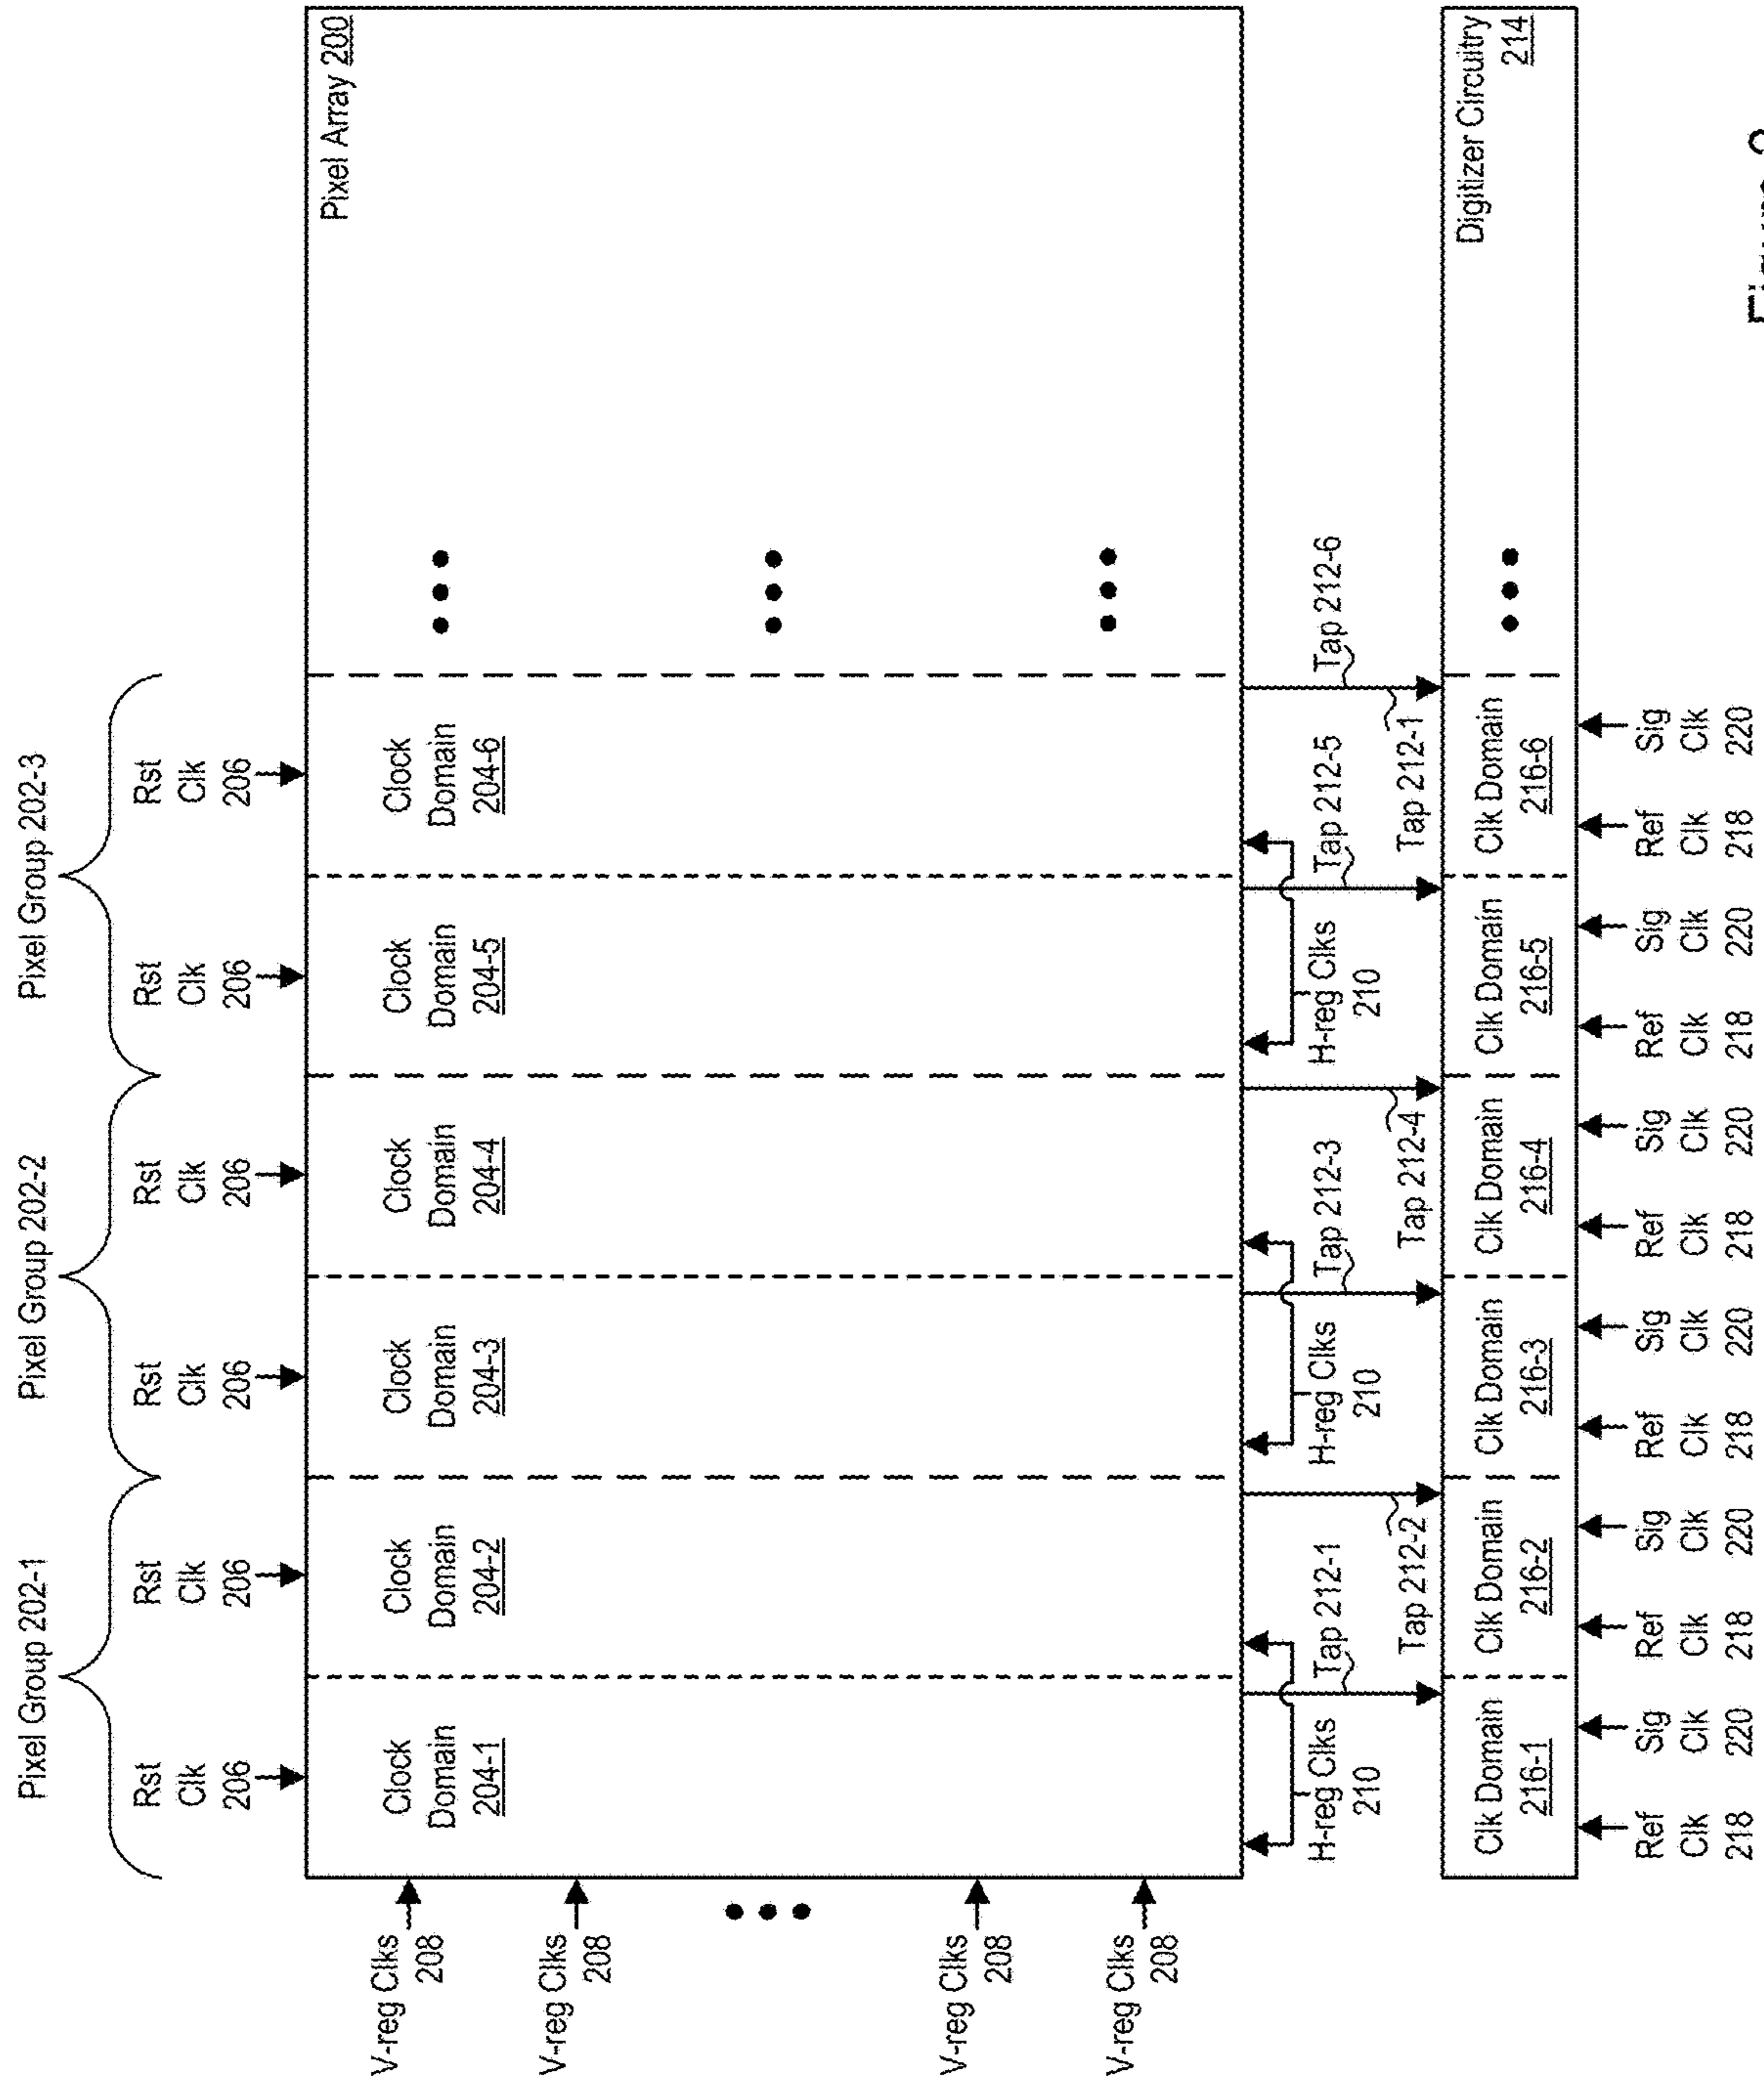 Pixel Group 202-1 Pixel Group 202-2 Pixel Group 202-3
Rst Rst Rst Rst Rst Rst
Clk Clk Clk Clk Clk Clk
206 206 206 206 206 206
Pixel Array 200
V-reg Clks
208
Clock Clock Clock Clock Clock Clock
Domain Domain Domain Domain Domain Domain
204-1 204-2 204-3 204-4 204-5 204-6
V-reg Clks
208
V-reg Clks
208
V-reg Clks
208
H-reg Clks Tap 212-1 H-reg Clks Tap 212-3 H-reg Clks Tap 212-5 Tap 212-6
210 210 210
Tap 212-2 Tap 212-4 Tap 212-1
Digitizer Circuitry
214
Clk Domain Clk Domain Clk Domain Clk Domain Clk Domain Clk Domain
216-1 216-2 216-3 216-4 216-5 216-6
Ref Sig Ref Sig Ref Sig Ref Sig Ref Sig Ref Sig
Clk Clk Clk Clk Clk Clk Clk Clk Clk Clk Clk Clk
218 220 218 220 218 220 218 220 218 220 218 220
Figure 2